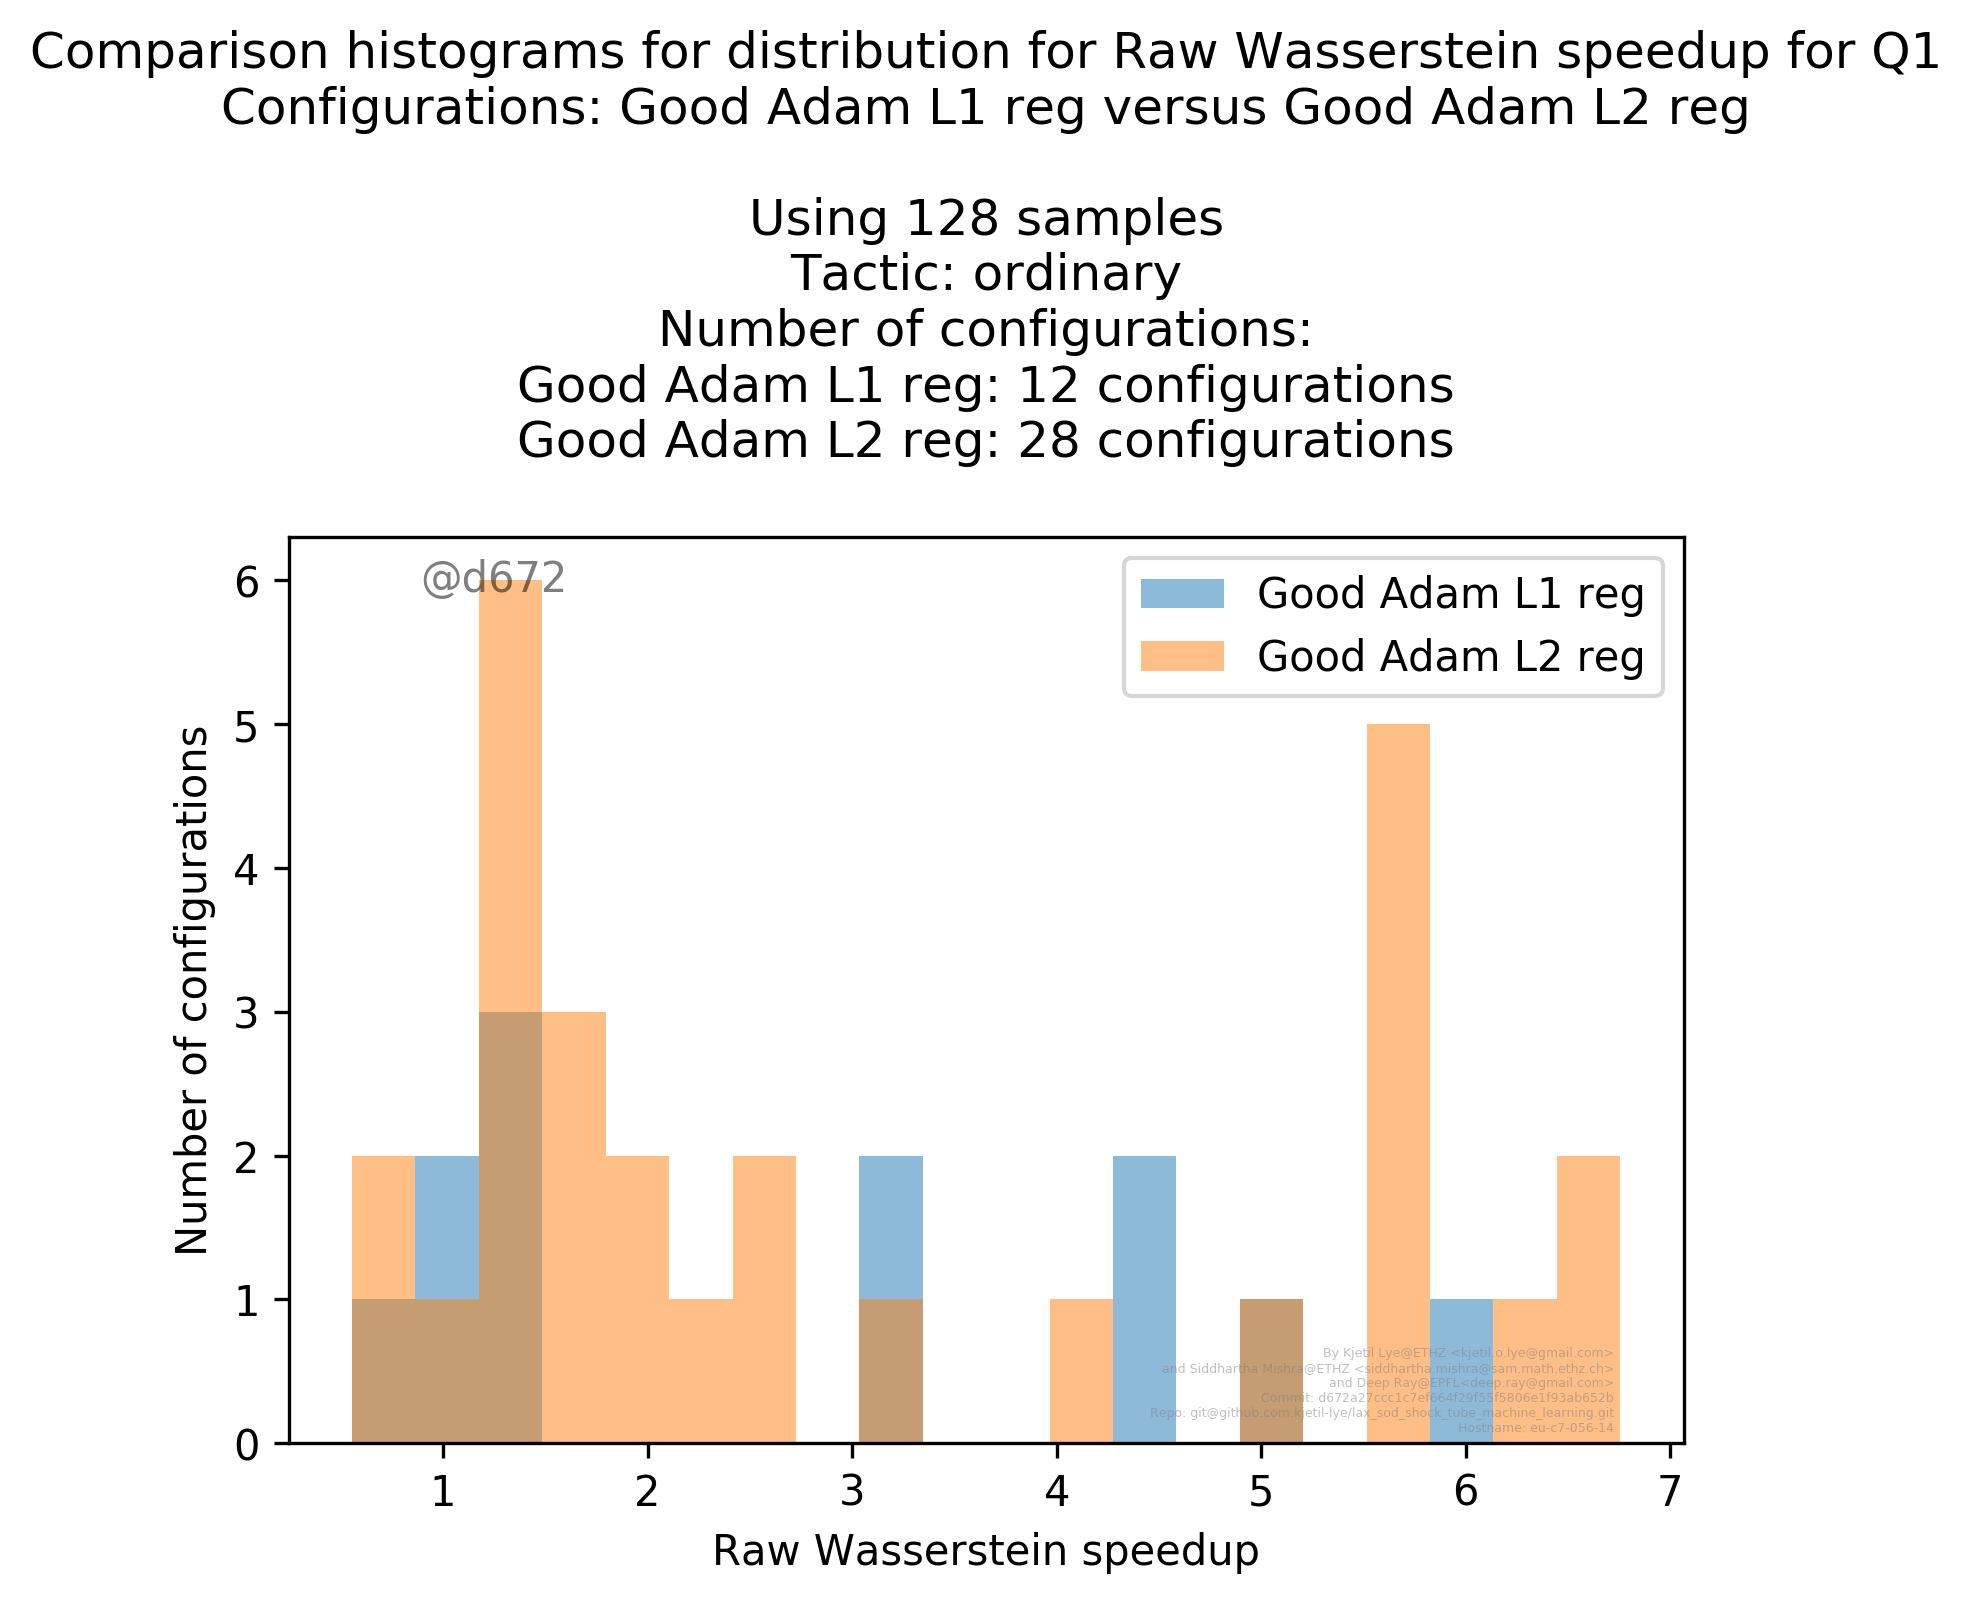 Comparison histograms for distribution for Raw Wasserstein speedup for Q1
Configurations: Good Adam L1 reg versus Good Adam L2 reg
Using 128 samples
Tactic: ordinary
Number of configurations:
Good Adam L1 reg: 12 configurations
Good Adam L2 reg: 28 configurations
@d672
Good Adam L1 reg
Good Adam L2 reg
6
5
4
3
2
1
0
Number of configurations
By Kjetil Lye@ETHZ <kjetil.o.lye@gmail.com>
and Siddhartha Mishra@ETHZ <siddhartha.mishra@sam.math.ethz.ch>
and Deep Ray@EPFL<deep.ray@gmail.com>
Commit: d672a27ccc1c7ef664f29f55f5806e1f93ab652b
Repo: git@github.com:kjetil-lye/lax_sod_shock_tube_machine_learning.git
Hostname: eu-c7-056-14
1 2 3 4 5 6 7
Raw Wasserstein speedup